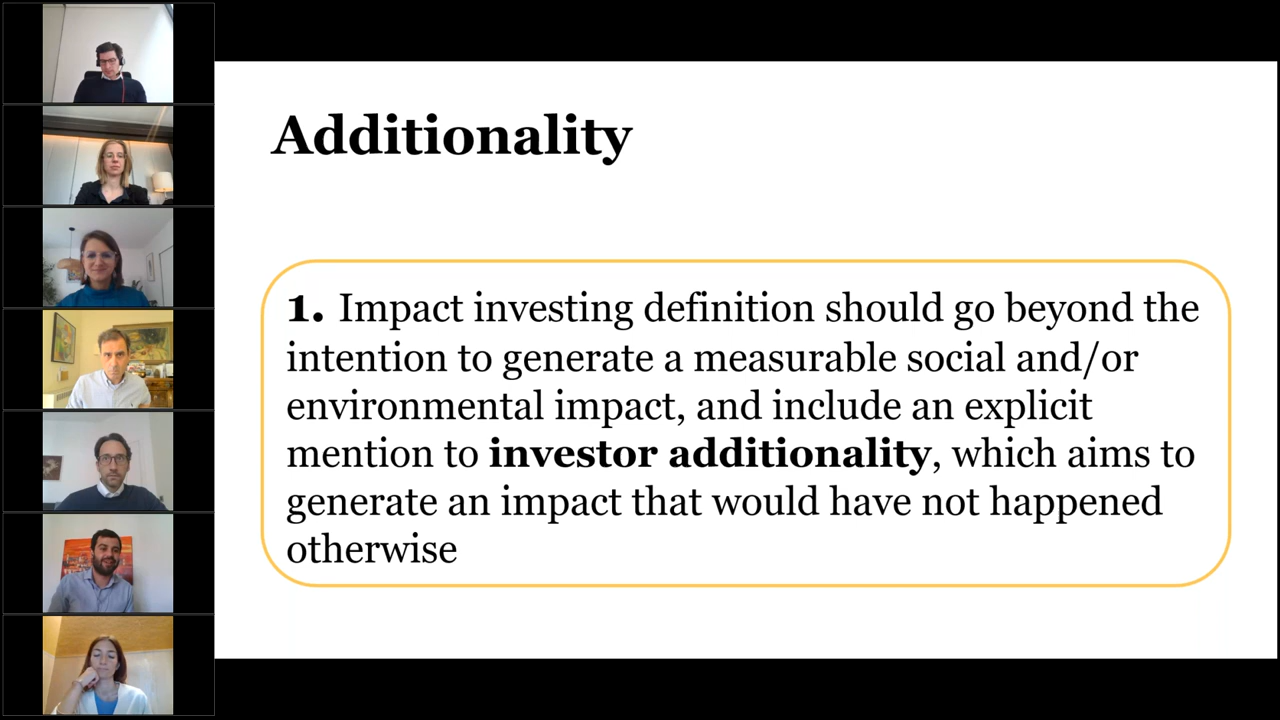 Additionality
1. Impact investing definition should go beyond the
intention to generate a measurable social and/or
environmental impact, and include an explicit
mention to investor additionality, which aims to
generate an impact that would have not happened
otherwise